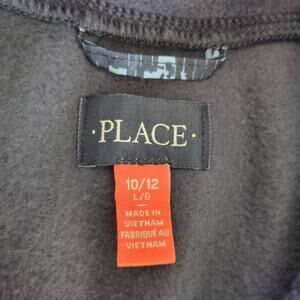 · PLACE ·
10/12
L/G
MADE IN
VIETNAM
FABRIQUÉ AU
VIETNAM